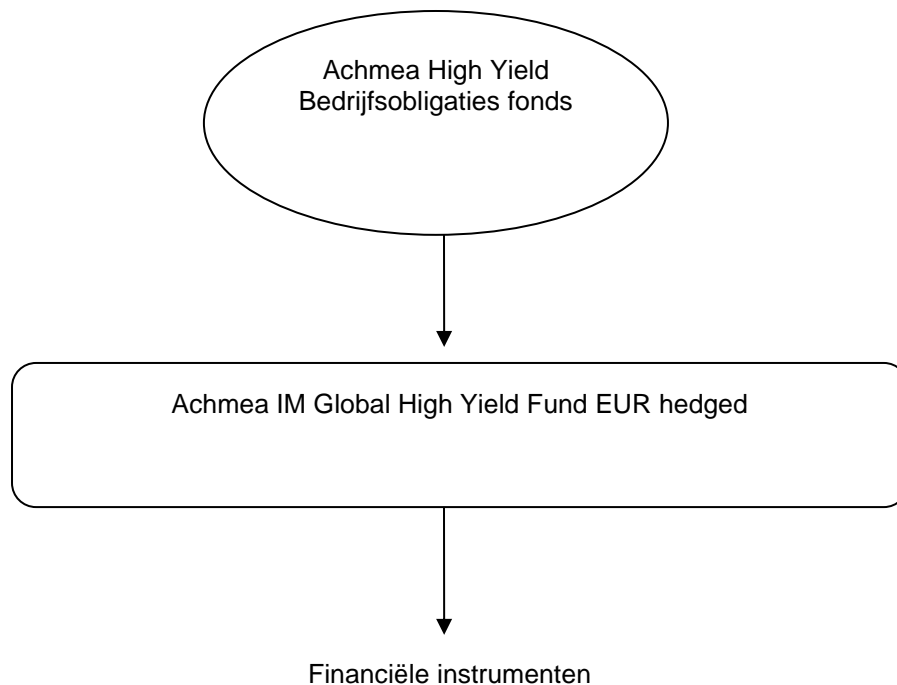 Achmea High Yield
Bedrijfsobligaties fonds
Achmea IM Global High Yield Fund EUR hedged
Financiële instrumenten